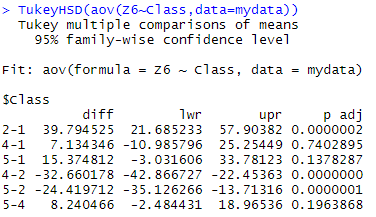 > TukeyHSD(aov(Z6~Class,data=mydata))
  Tukey multiple comparisons of means
    95% family-wise confidence level

Fit: aov(formula = Z6 ~ Class, data = mydata)

$Class
          diff        lwr       upr     p adj
2-1  39.794525  21.685233  57.90382 0.0000002
4-1   7.134346 -10.985796  25.25449 0.7402895
5-1  15.374812  -3.031606  33.78123 0.1378287
4-2 -32.660178 -42.866727 -22.45363 0.0000000
5-2 -24.419712 -35.126266 -13.71316 0.0000001
5-4   8.240466  -2.484431  18.96536 0.1963868